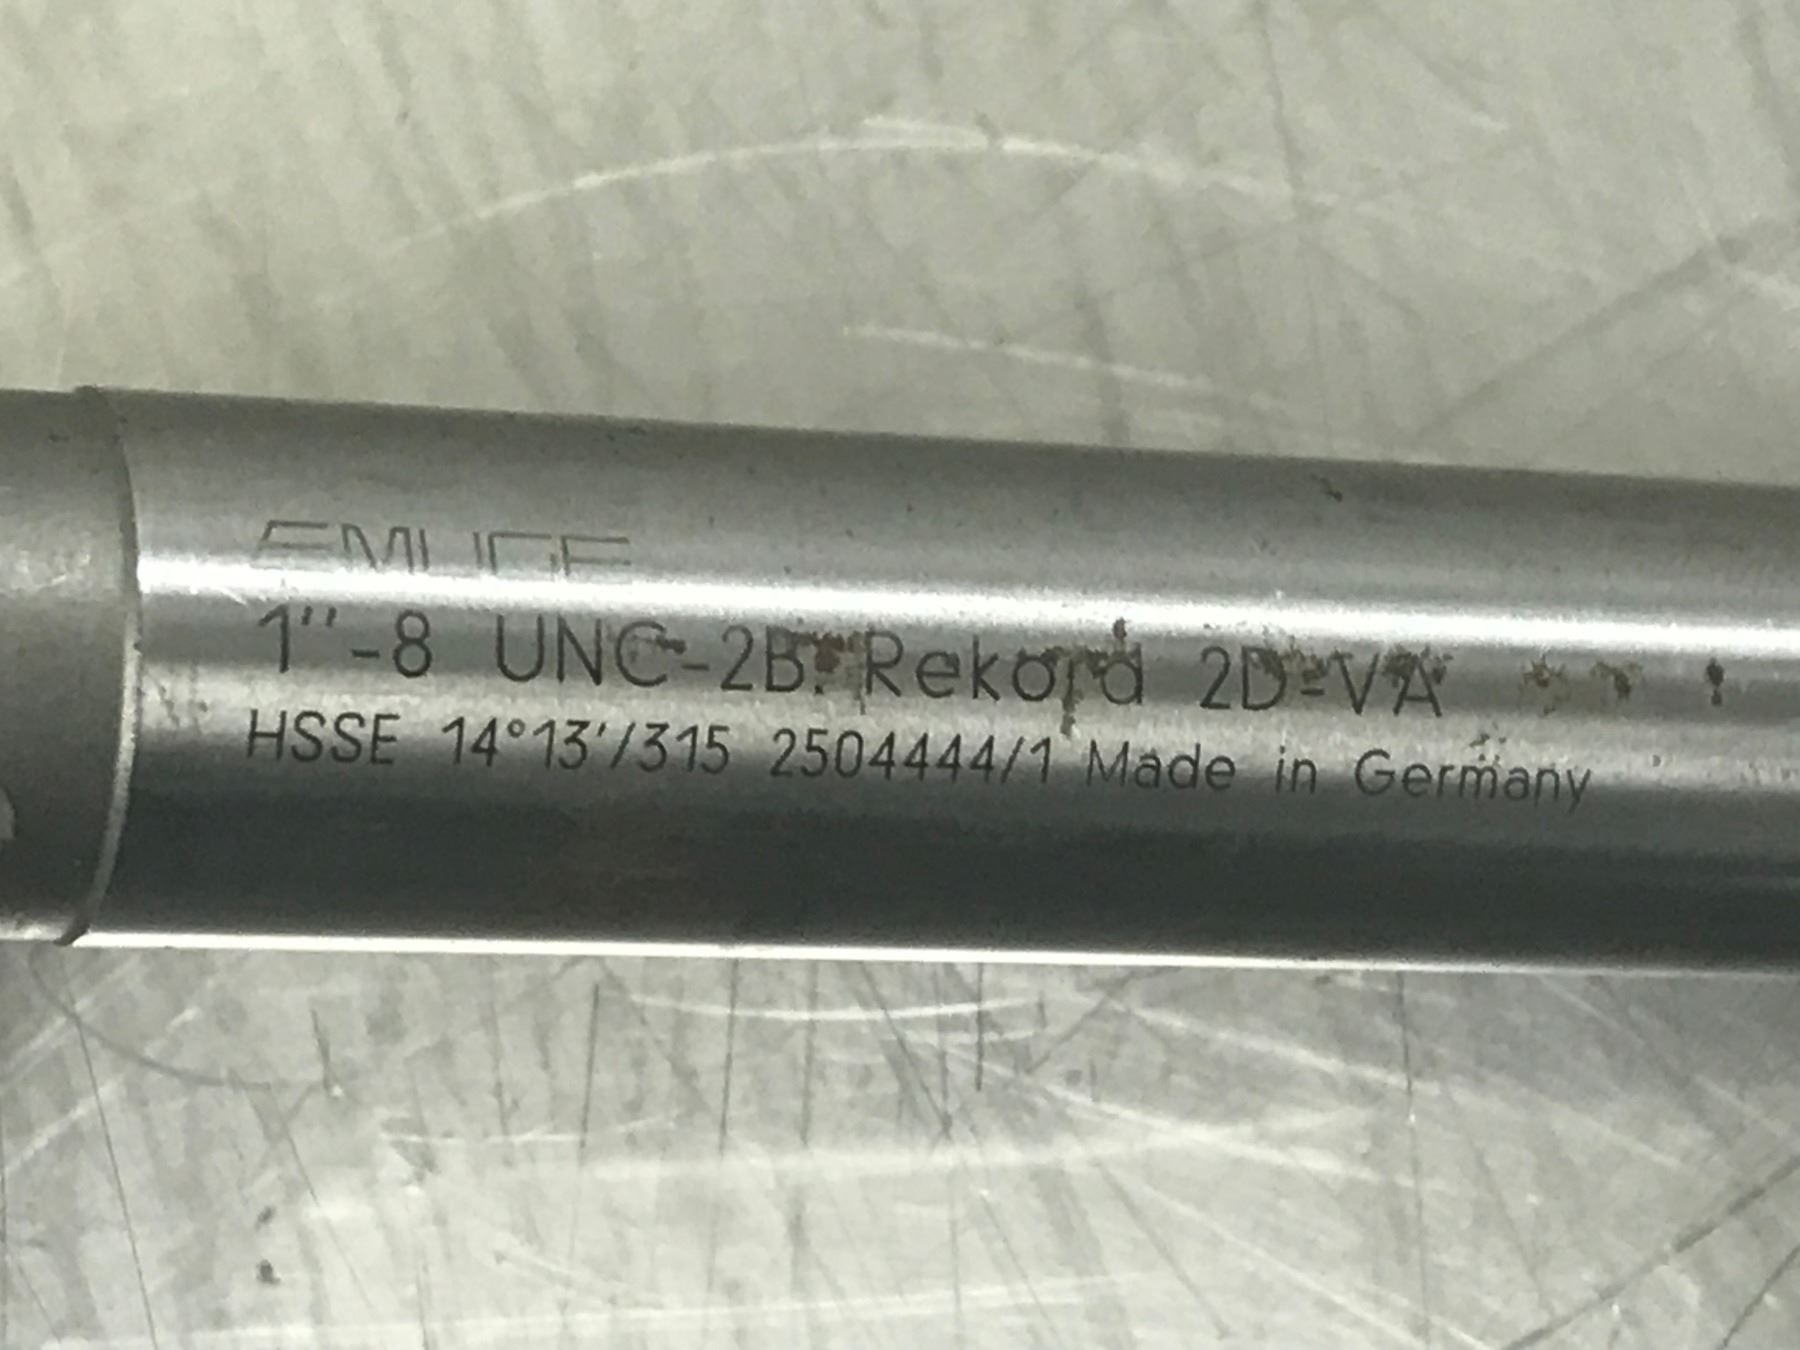 EMUGE
1"-8 UNC-2B Rekord 2D-VA
HSSE 14°13'/315 2504444/1 Made in Germany